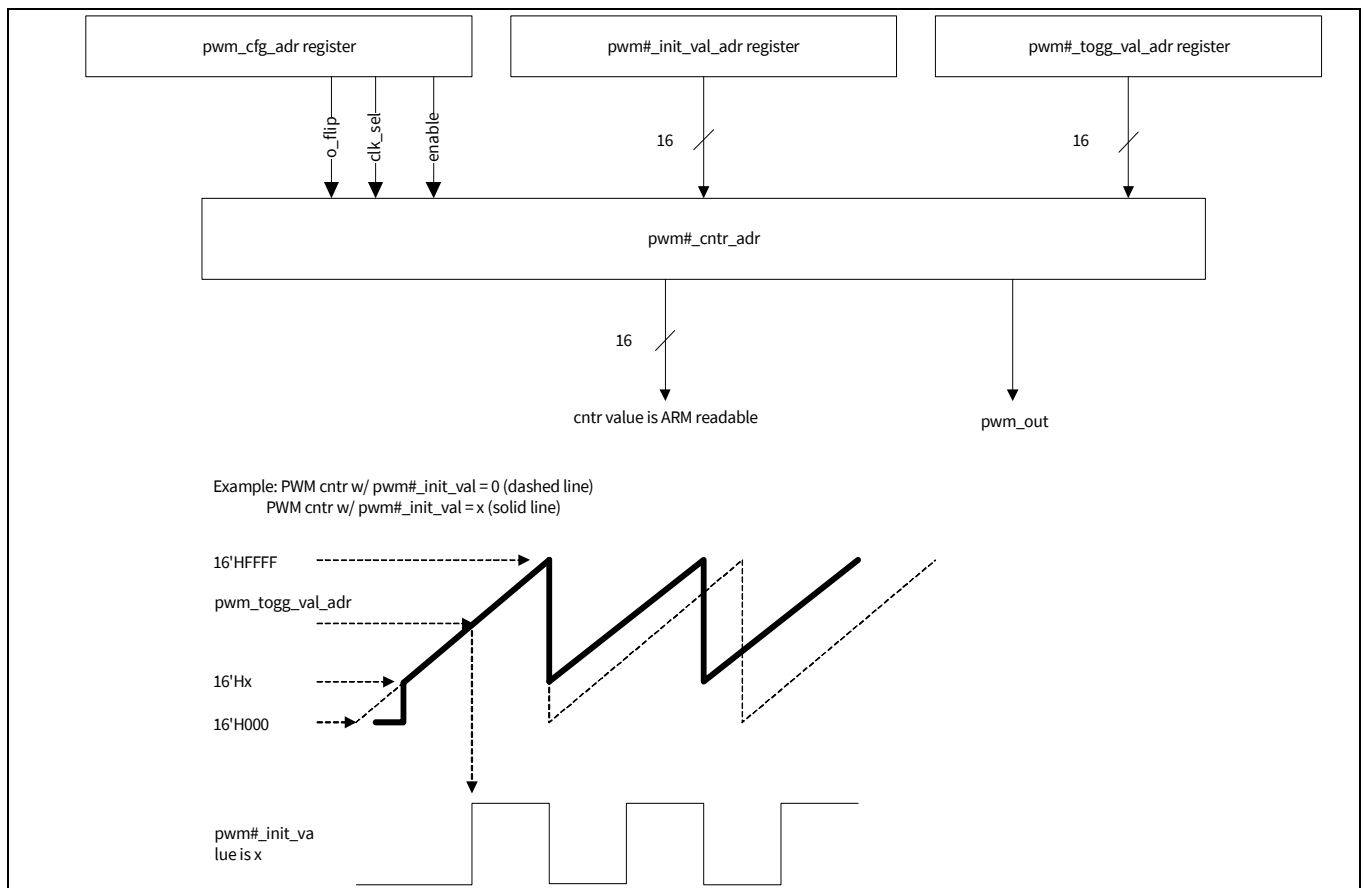 pwm_cfg_adr register
pwm#_init_val_adr register
pwm#_togg_val_adr register
o_flip
clk_sel
enable
16
16
pwm#_cntr_adr
16
cntr value is ARM readable
pwm_out
Example: PWM cntr w/ pwm#_init_val = 0 (dashed line)
PWM cntr w/ pwm#_init_val = x (solid line)
16'HFFFF
pwm_togg_val_adr
16'Hx
16'H000
pwm#_init_va
lue is x